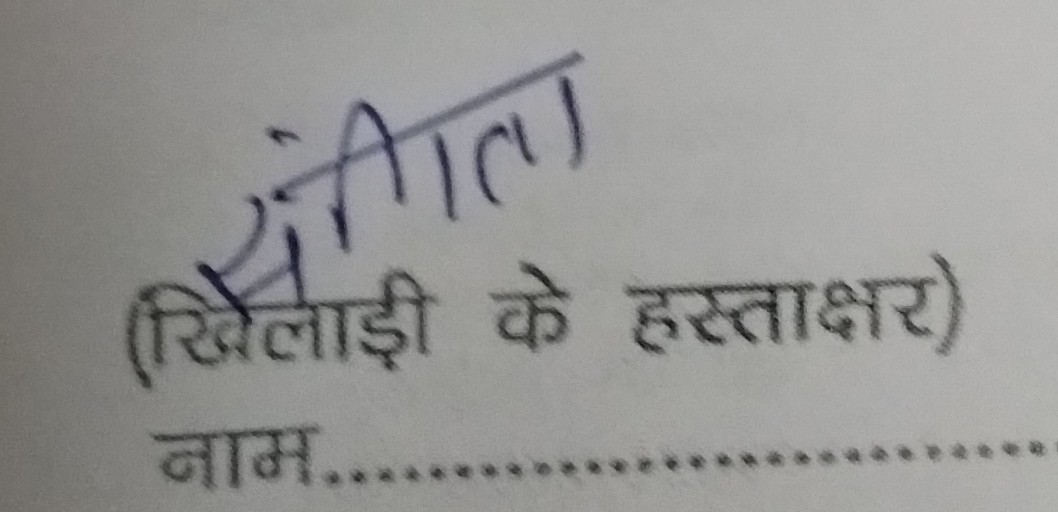 संगीता
(खिलाड़ी के हस्ताक्षर)
नाम..............................